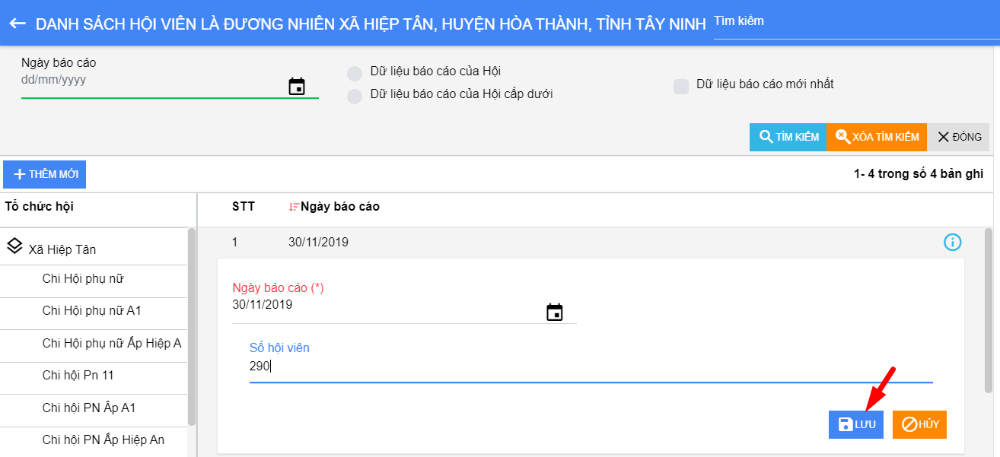 DANH SÁCH HỘI VIÊN LÀ ĐƯƠNG NHIÊN XÃ HIỆP TÂN, HUYỆN HÒA THÀNH, TỈNH TÂY NINH
Tìm kiếm
Ngày báo cáo
dd/mm/yyyy
Dữ liệu báo cáo của Hội
Dữ liệu báo cáo của Hội cấp dưới
Dữ liệu báo cáo mới nhất
TÌM KIẾM
XÓA TÌM KIẾM
ĐÓNG
THÊM MỚI
1- 4 trong số 4 bản ghi
Tổ chức hội
STT
Ngày báo cáo
Xã Hiệp Tân
Chi Hội phụ nữ
Chi Hội phụ nữ A1
Chi Hội phụ nữ Ấp Hiệp A
Chi hội Pn 11
Chi hội PN Âp A1
Chi hội PN Ấp Hiệp An
1
30/11/2019
Ngày báo cáo (*)
30/11/2019
Số hội viên
290
LƯU
HỦY